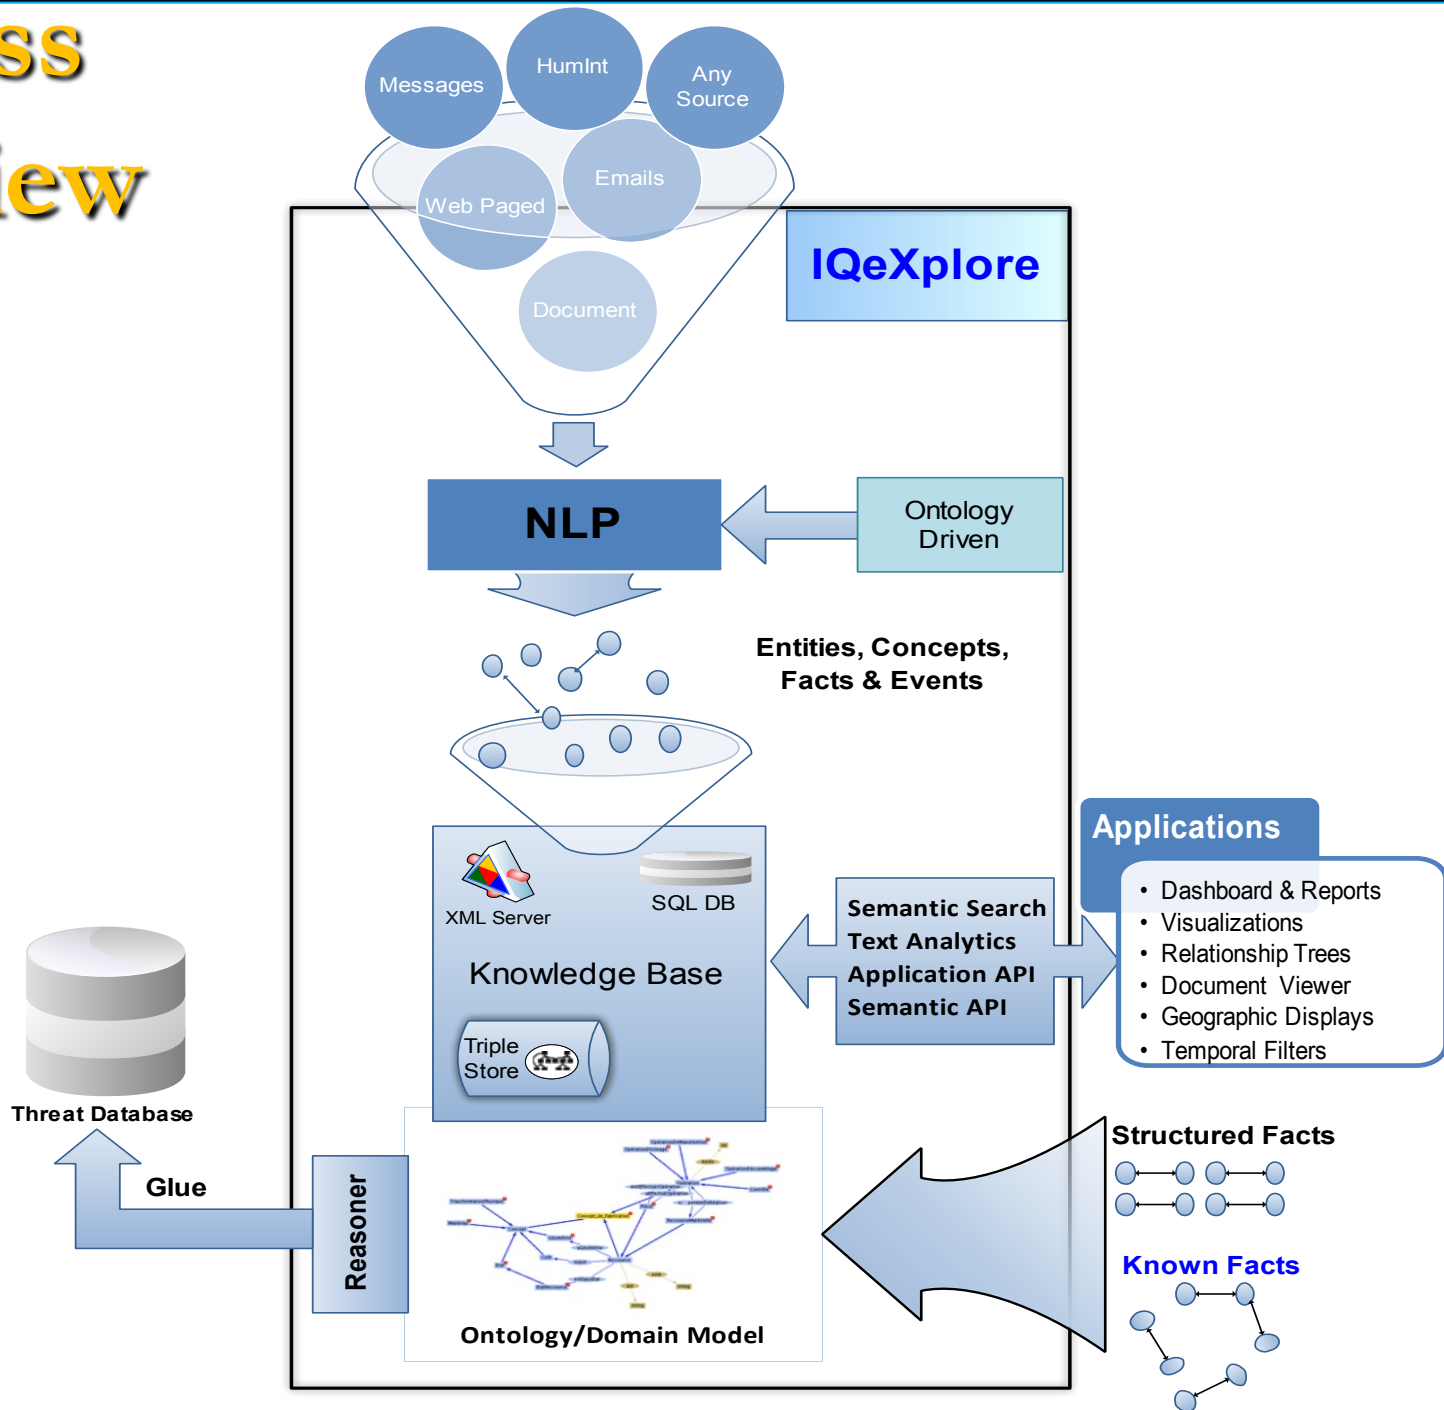 ss
iew
Messages
HumInt
Any
Source
Web Paged
Emails
Document
IQeXplore
NLP
Ontology
Driven
Entities, Concepts,
Facts & Events
XML Server
SQL DB
Knowledge Base
Triple
Store
Semantic Search
Text Analytics
Application API
Semantic API
Applications
• Dashboard & Reports
• Visualizations
• Relationship Trees
• Document Viewer
• Geographic Displays
• Temporal Filters
Threat Database
Glue
Reasoner
Concept_de_Fabrication
Concept
Ressource
Ontology/Domain Model
Structured Facts
Known Facts